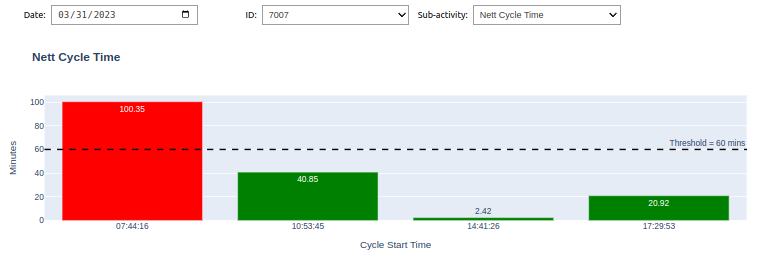 Date: 03/31/2023 ID: 7007 Sub-activity: Nett Cycle Time
Nett Cycle Time
100
80
60
40
20
0
Minutes
100.35
40.85
2.42
20.92
Threshold = 60 mins
07:44:16 10:53:45 14:41:26 17:29:53
Cycle Start Time